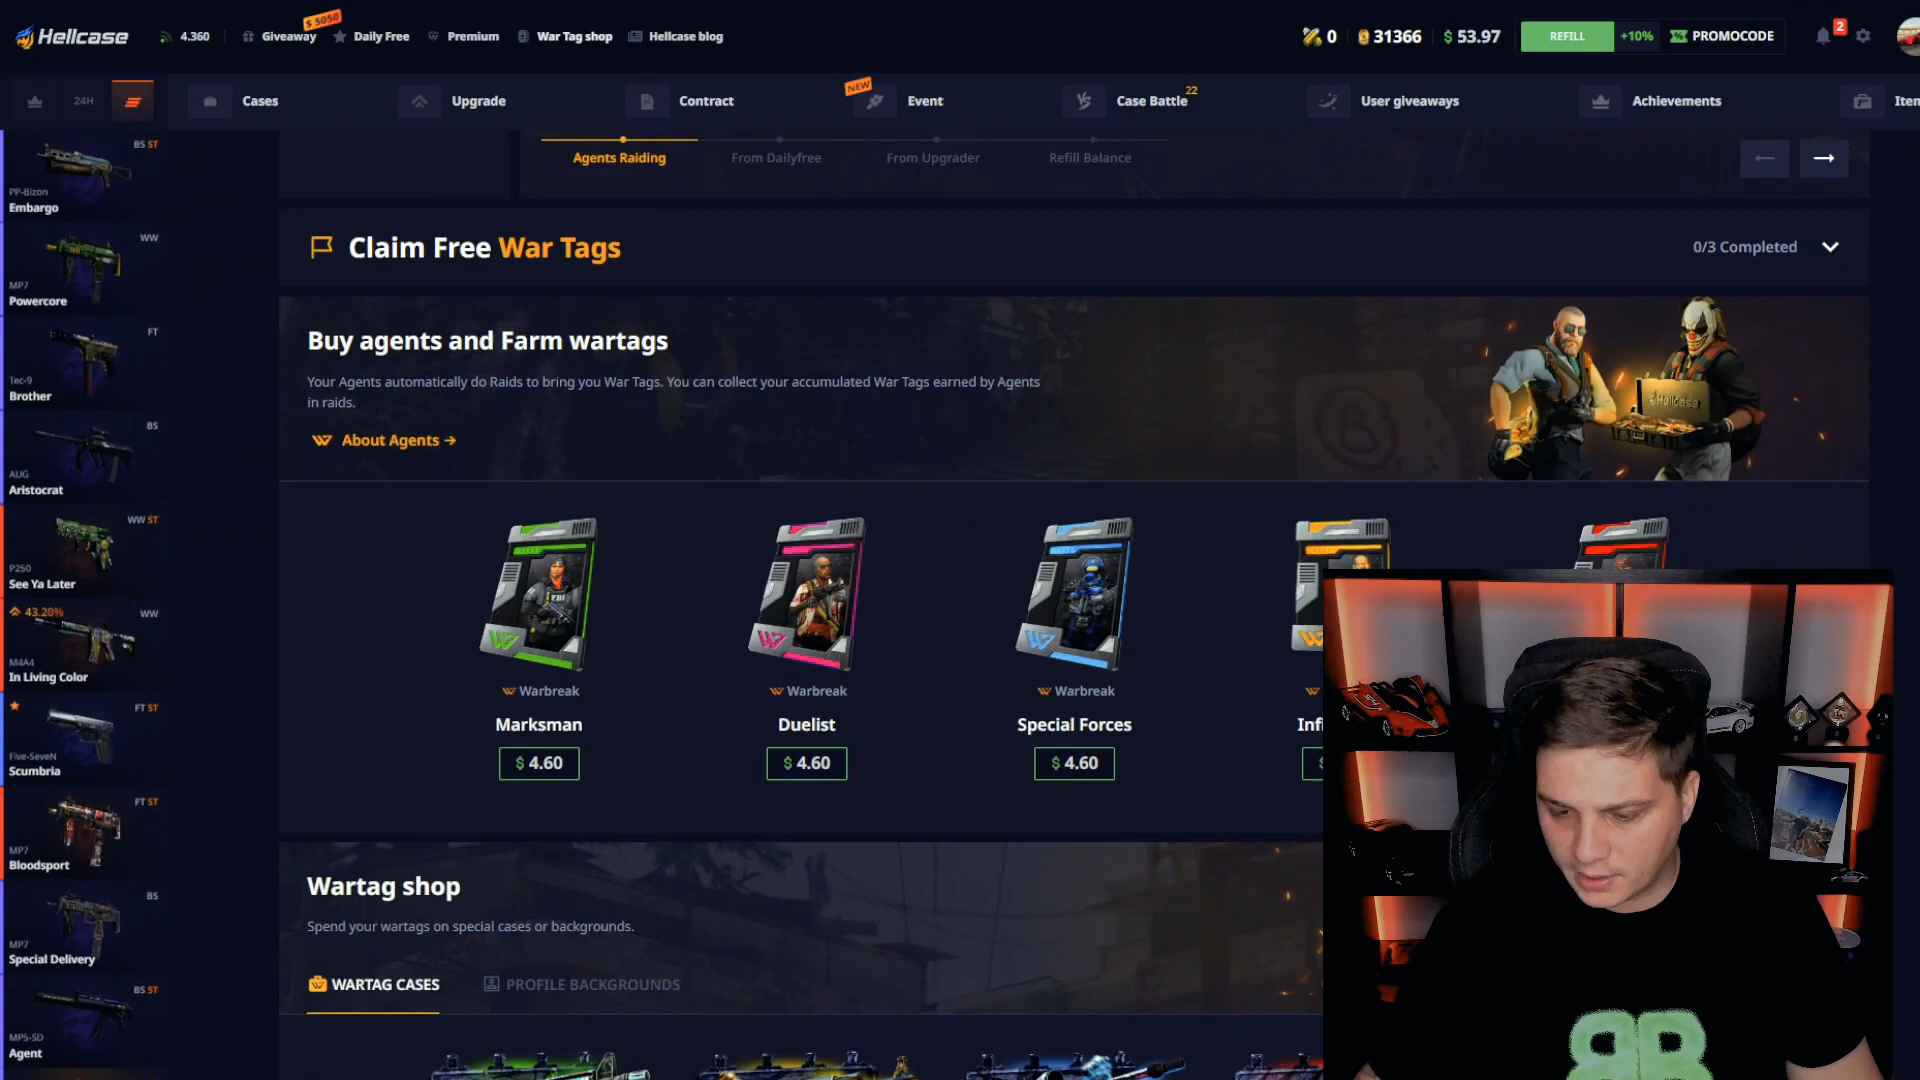 Hellcase
4.360
Giveaway
$ 5050
Daily Free
Premium
War Tag shop
Hellcase blog
0
31366
$ 53.97
REFILL
+10%
PROMOCODE
2
24H
Cases
Upgrade
Contract
NEW
Event
VS
Case Battle
22
User giveaways
Achievements
Agents Raiding
From Dailyfree
From Upgrader
Refill Balance
BS ST
PP-Bizon
Embargo
WW
MP7
Powercore
FT
Tec-9
Brother
BS
AUG
Aristocrat
WW ST
P250
See Ya Later
43.20%
WW
M4A4
In Living Color
FT ST
Five-SeveN
Scumbria
FT ST
MP7
Bloodsport
BS
MP7
Special Delivery
BS ST
MP5-SD
Agent
Claim Free War Tags
0/3 Completed
Buy agents and Farm wartags
Your Agents automatically do Raids to bring you War Tags. You can collect your accumulated War Tags earned by Agents
in raids.
About Agents →
Hellcase
FBI
Warbreak
Marksman
$ 4.60
Warbreak
Duelist
$ 4.60
Warbreak
Special Forces
$ 4.60
Wartag shop
Spend your wartags on special cases or backgrounds.
WARTAG CASES
PROFILE BACKGROUNDS